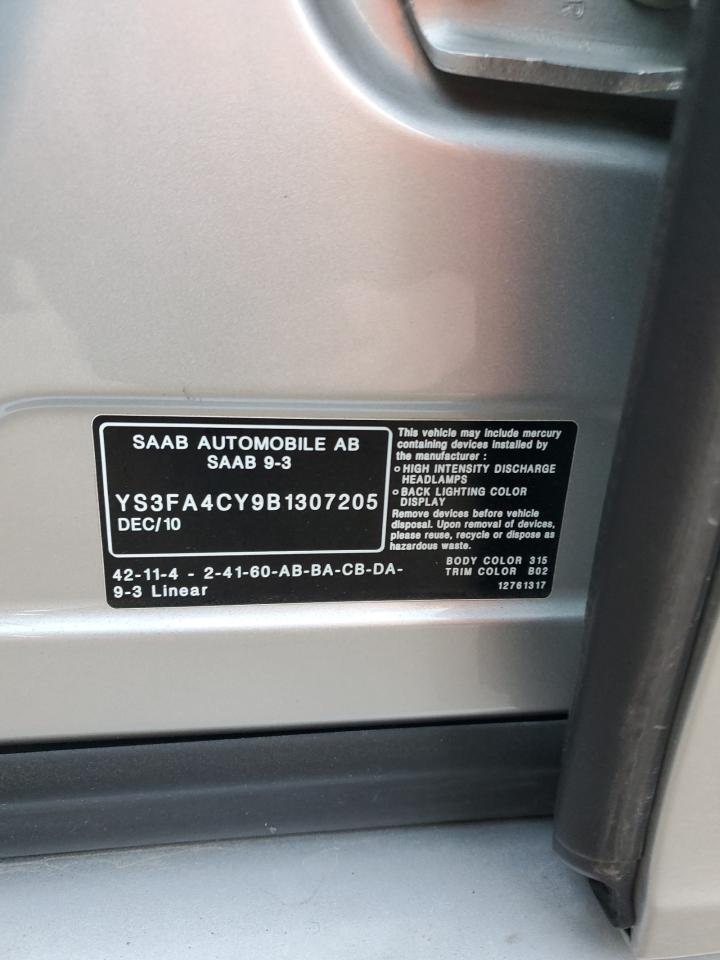 R
SAAB AUTOMOBILE AB
SAAB 9-3
YS3FA4CY9B1307205
DEC/10
This vehicle may include mercury
containing devices installed by
the manufacturer :
o HIGH INTENSITY DISCHARGE
HEADLAMPS
o BACK LIGHTING COLOR
DISPLAY
Remove devices before vehicle
disposal. Upon removal of devices,
please reuse, recycle or dispose as
hazardous waste.
42-11-4 - 2-41-60-AB-BA-CB-DA-
9-3 Linear
BODY COLOR 315
TRIM COLOR B02
12761317